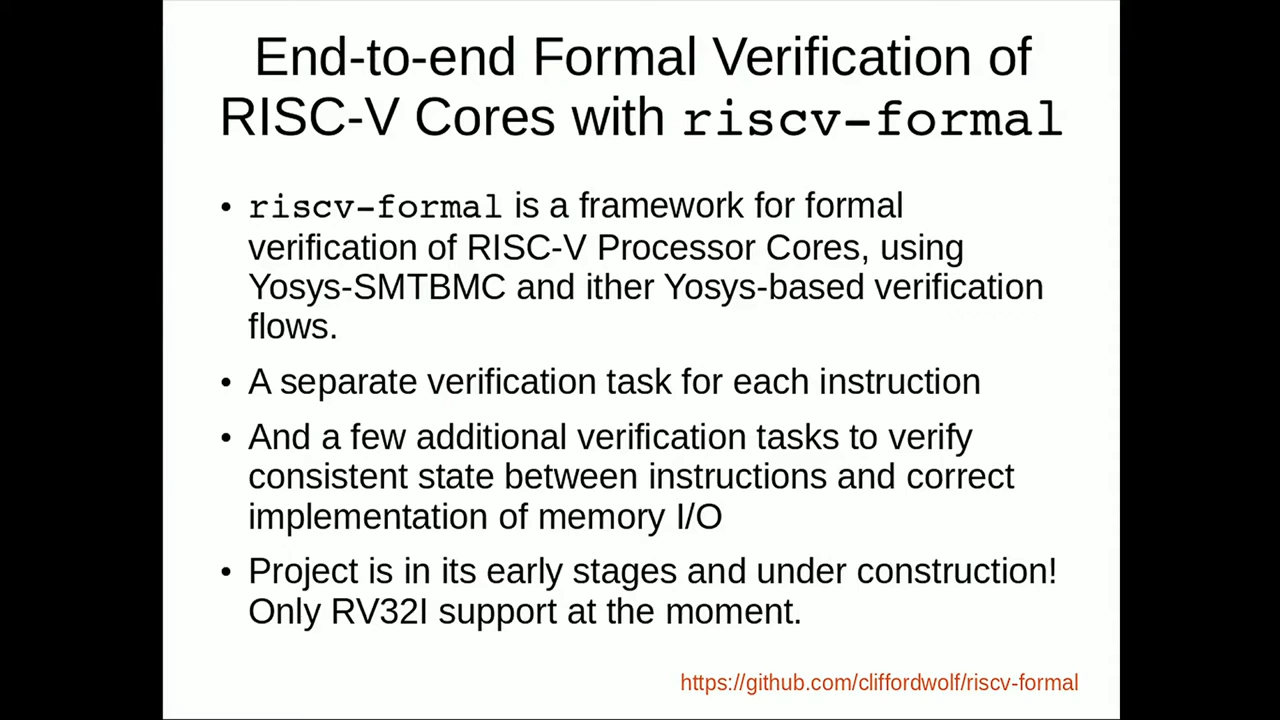 End-to-end Formal Verification of
RISC-V Cores with riscv-formal
• riscv-formal is a framework for formal
verification of RISC-V Processor Cores, using
Yosys-SMTBMC and ither Yosys-based verification
flows.
• A separate verification task for each instruction
• And a few additional verification tasks to verify
consistent state between instructions and correct
implementation of memory I/O
• Project is in its early stages and under construction!
Only RV32I support at the moment.
https://github.com/cliffordwolf/riscv-formal